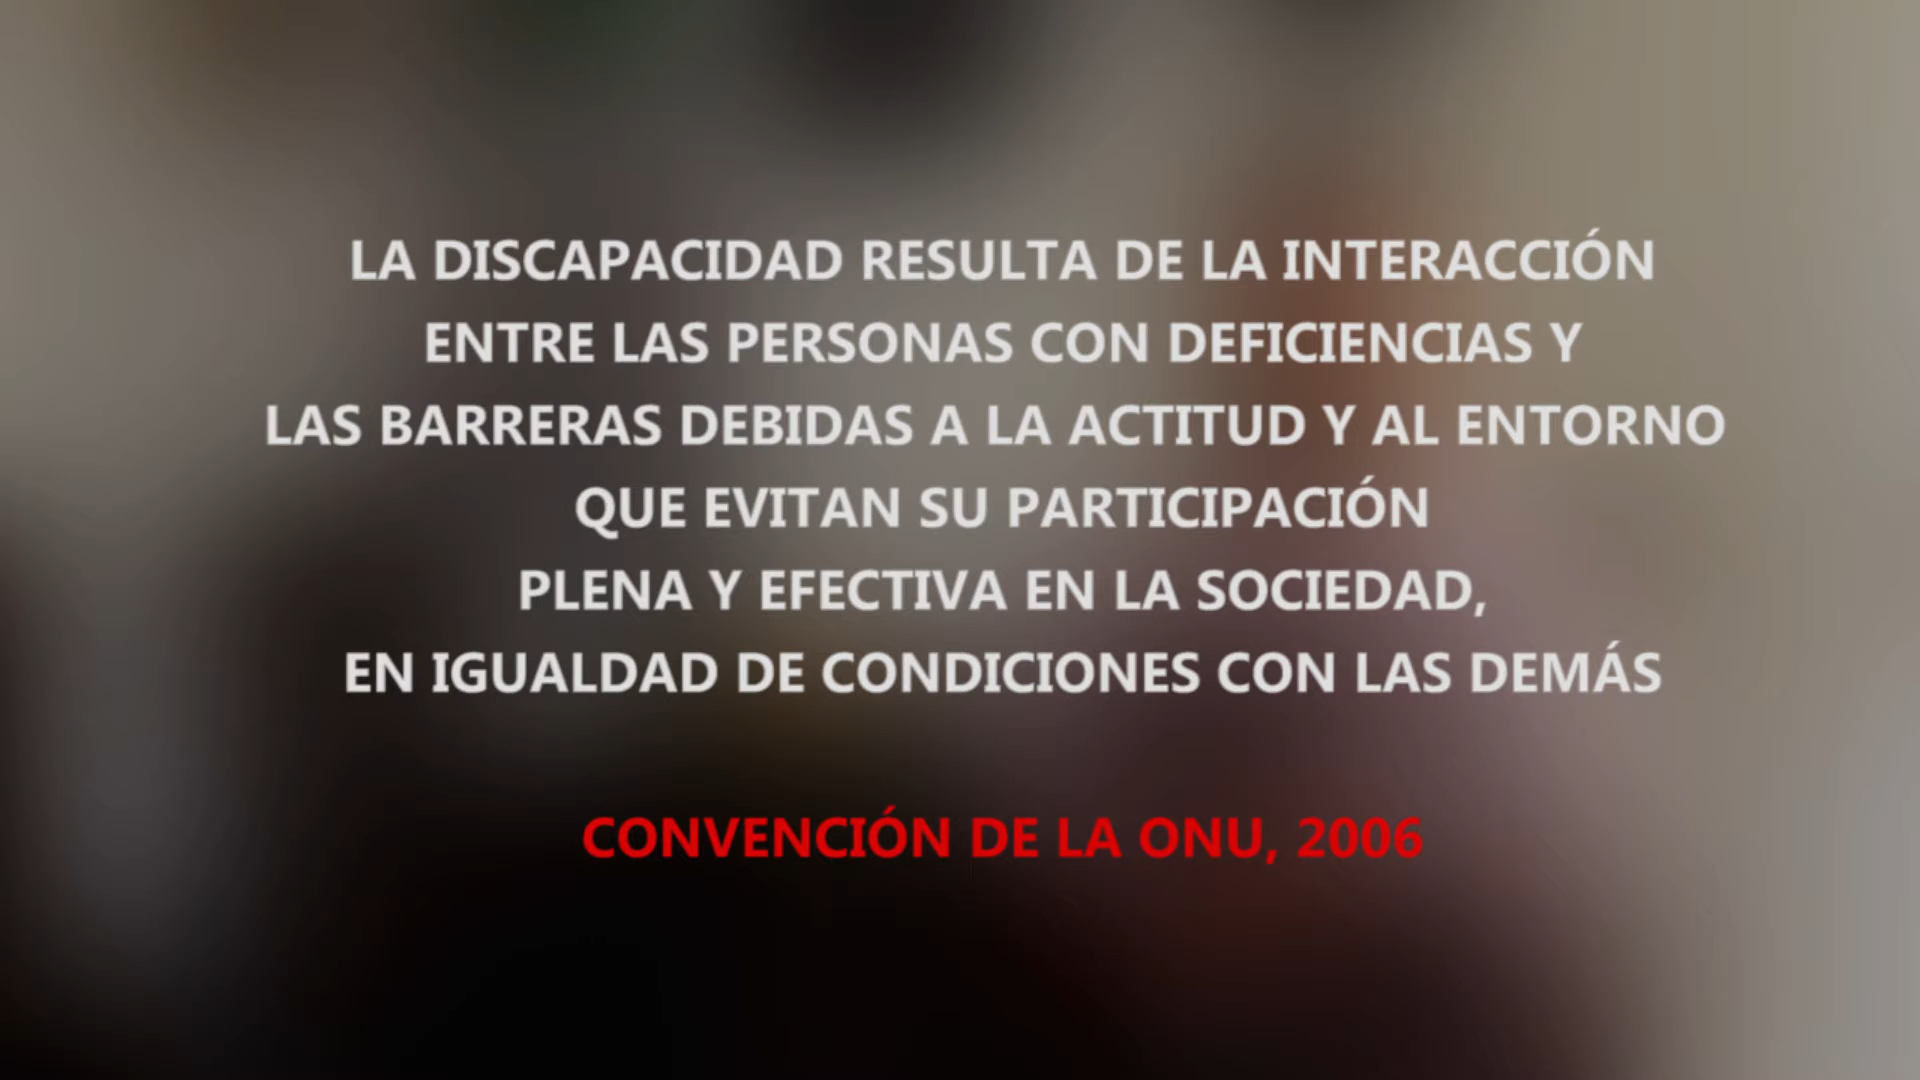 LA DISCAPACIDAD RESULTA DE LA INTERACCIÓN
ENTRE LAS PERSONAS CON DEFICIENCIAS Y
LAS BARRERAS DEBIDAS A LA ACTITUD Y AL ENTORNO
QUE EVITAN SU PARTICIPACIÓN
PLENA Y EFECTIVA EN LA SOCIEDAD,
EN IGUALDAD DE CONDICIONES CON LAS DEMÁS
CONVENCIÓN DE LA ONU, 2006